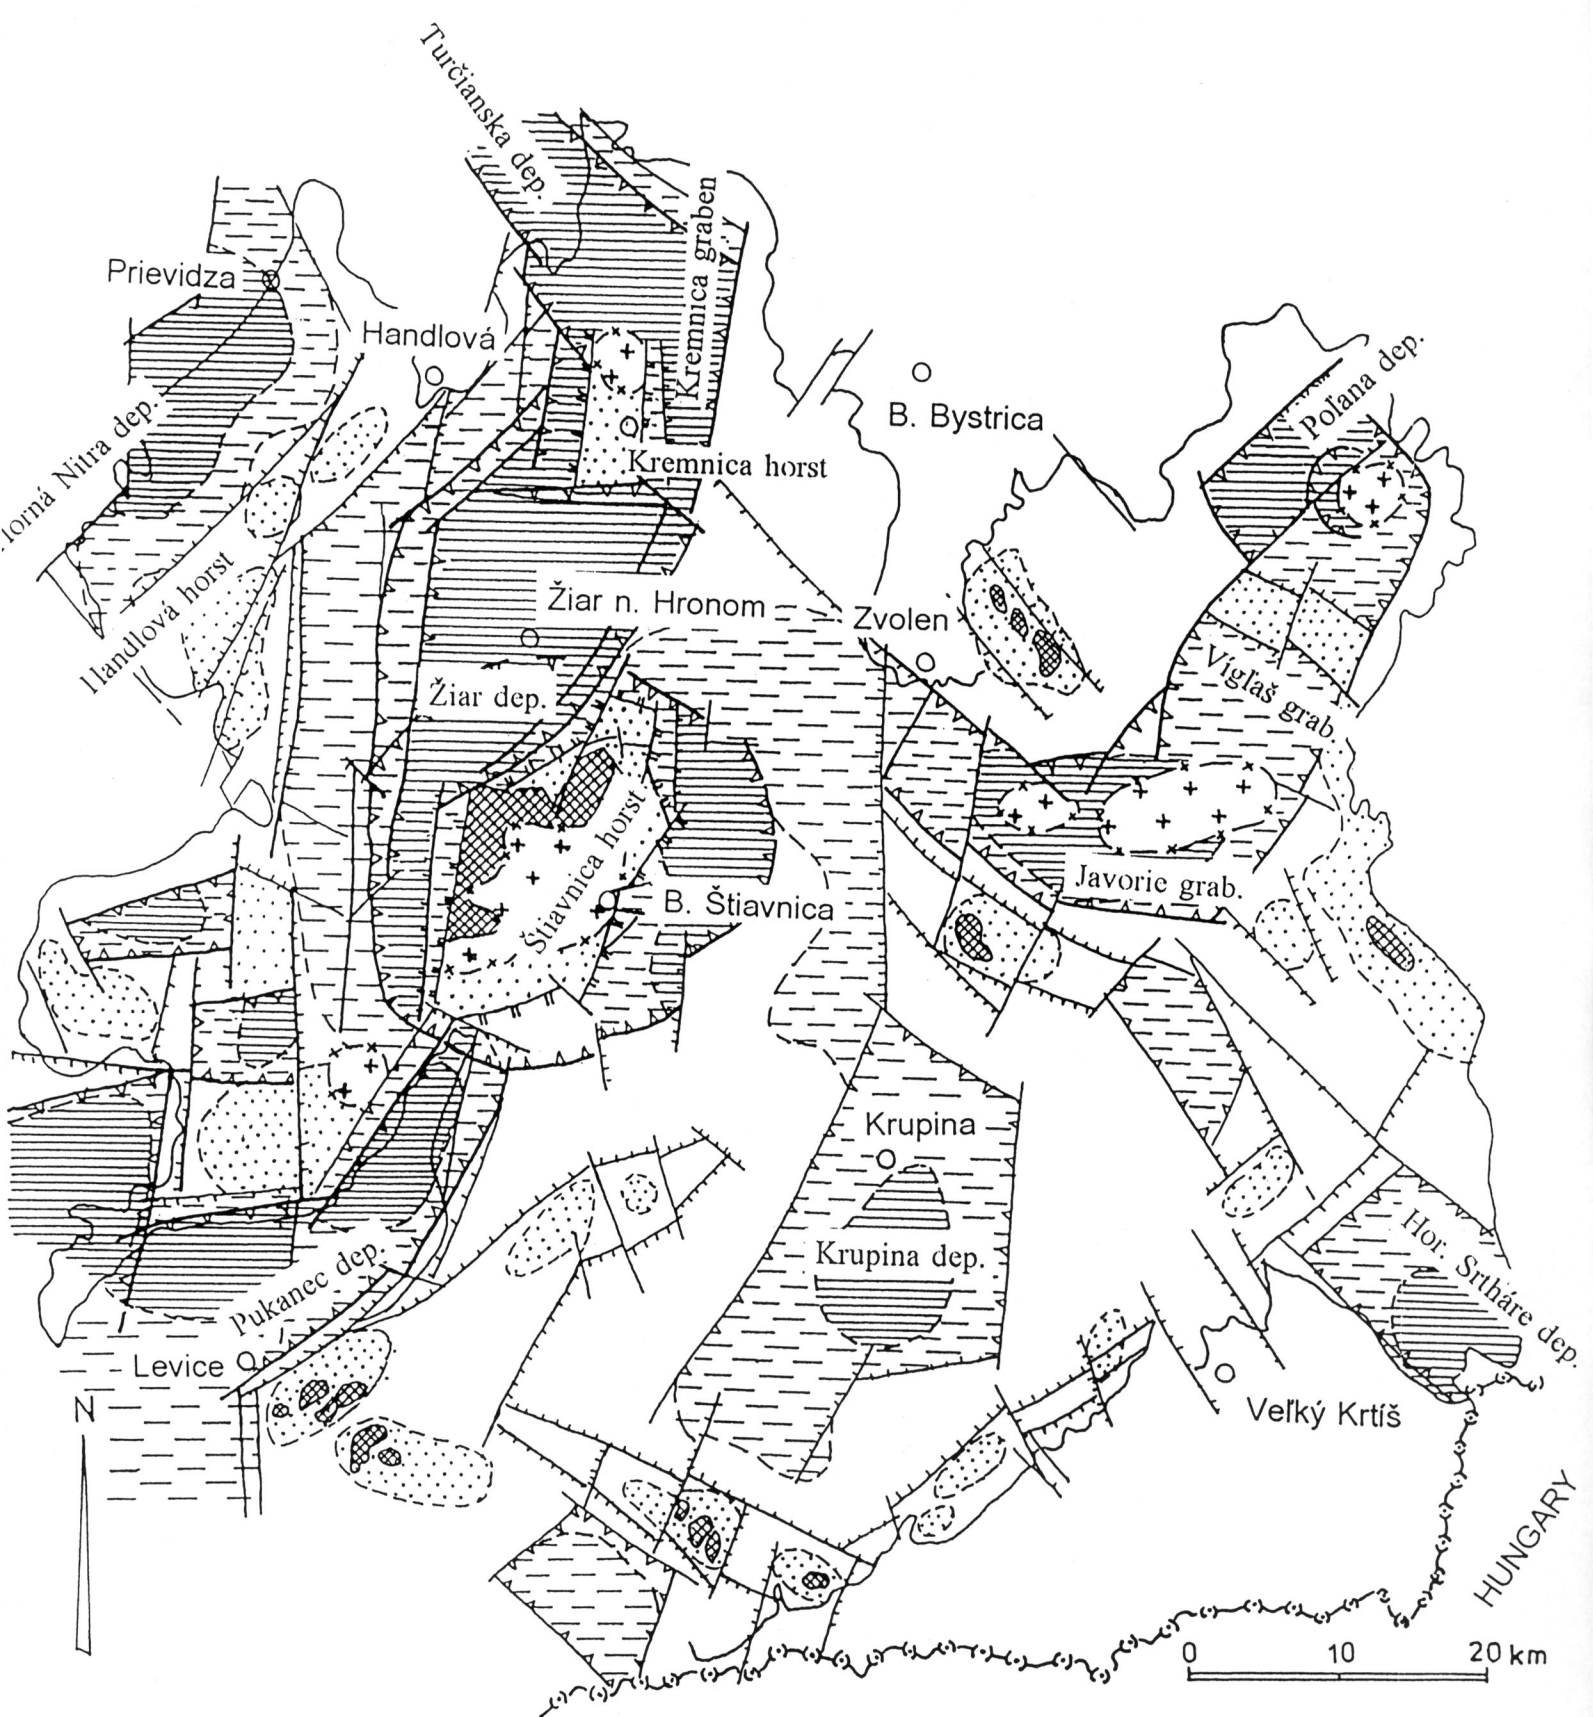 Turčianska dep.
Kremnica graben
Prievidza
Handlová
Poľana dep.
B. Bystrica
Horná Nitra dep.
Kremnica horst
Handlová horst
Žiar n. Hronom
Zvolen
Vígľaš grab.
Žiar dep.
Štiavnica horst
Javorie grab.
B. Štiavnica
Krupina
Krupina dep.
Hor. Srtháre dep.
Pukanec dep.
Levice
N
Veľký Krtíš
HUNGARY
0 10 20 km